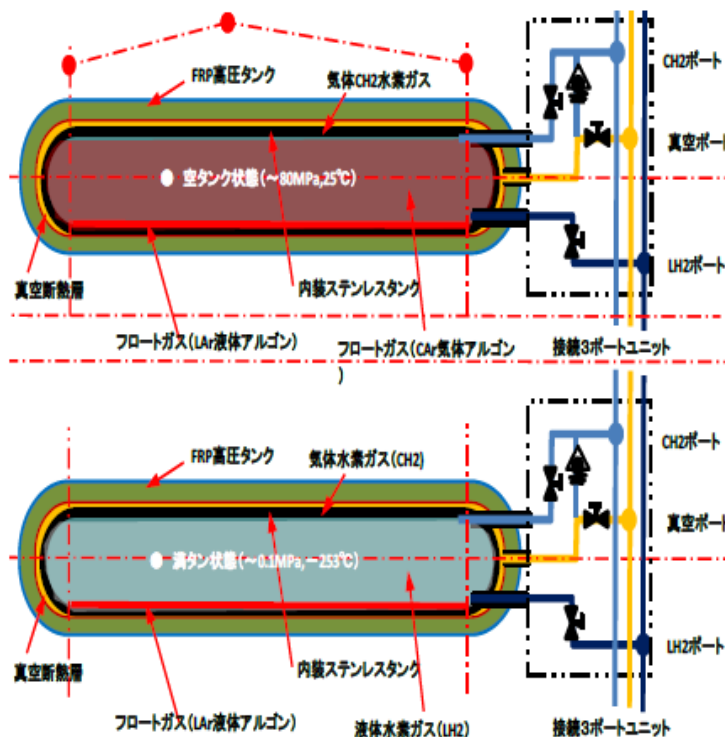 FRP高圧タンク
気体CH2水素ガス
CH2ポート
真空ポート
空タンク状態(~80MPa,25℃)
LH2ポート
真空断熱層
内装ステンレスタンク
フロートガス(LAr液体アルゴン)
フロートガス(CAr気体アルゴン
)
接続3ポートユニット
FRP高圧タンク
気体水素ガス(CH2)
CH2ポート
真空ポート
満タン状態(~0.1MPa,−253℃)
LH2ポート
真空断熱層
内装ステンレスタンク
フロートガス(LAr液体アルゴン)
液体水素ガス(LH2)
接続3ポートユニット